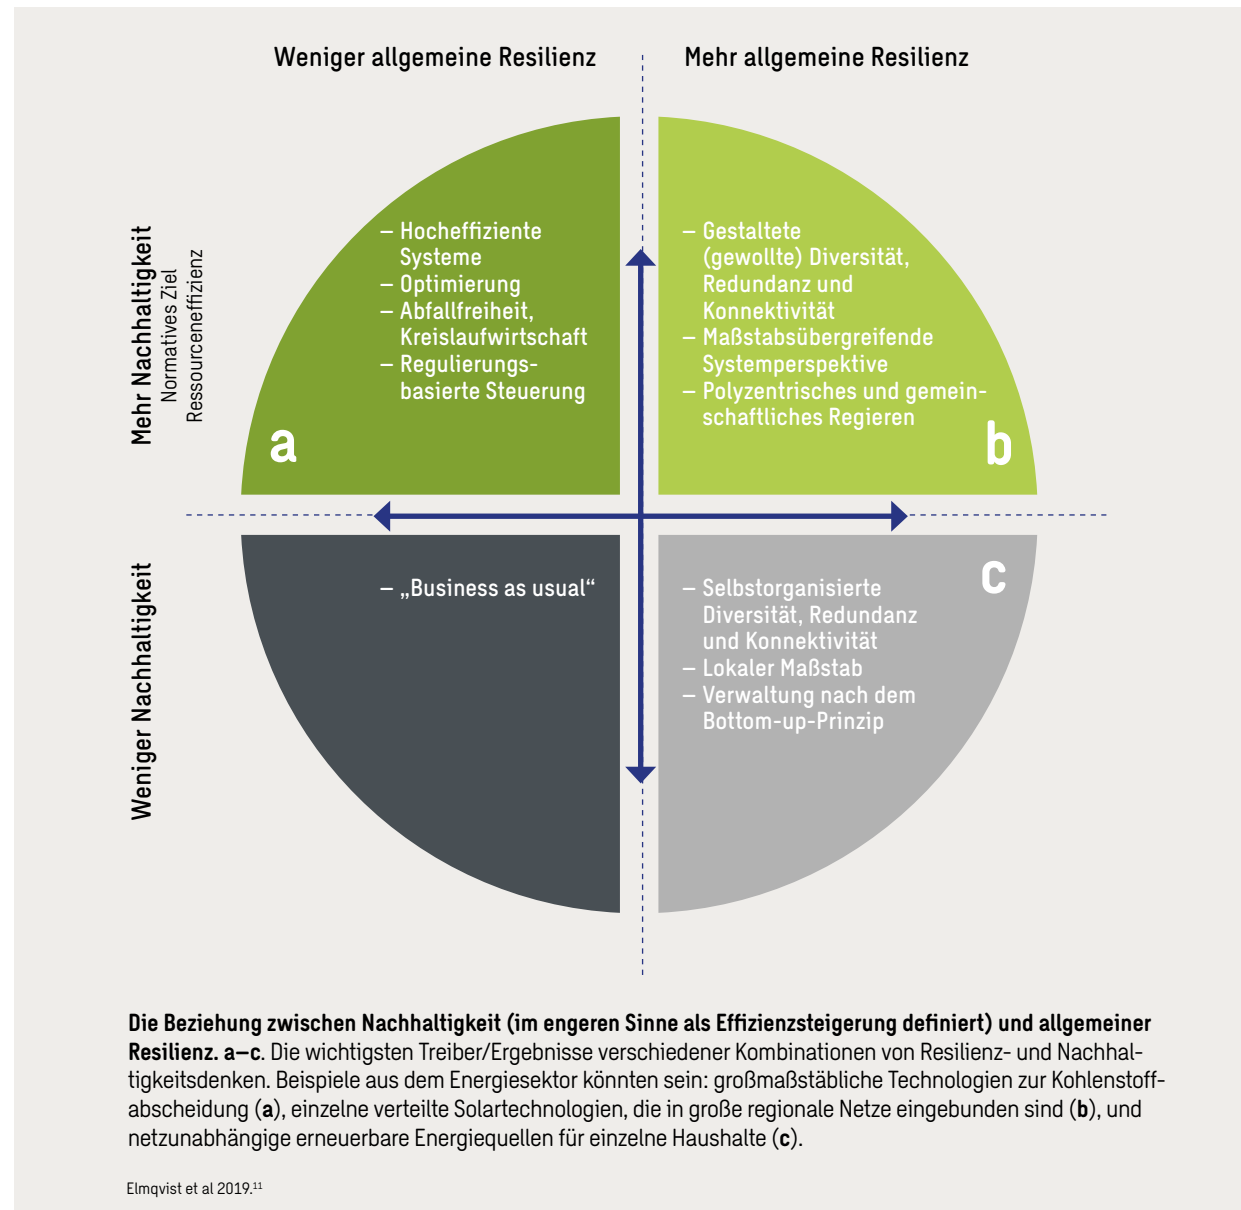 Weniger allgemeine Resilienz
Mehr allgemeine Resilienz
Mehr Nachhaltigkeit
Normatives Ziel
Ressourceneffizienz
– Hocheffiziente
Systeme
– Optimierung
– Abfallfreiheit,
Kreislaufwirtschaft
– Regulierungs-
basierte Steuerung
a
– Gestaltete
(gewollte) Diversität,
Redundanz und
Konnektivität
– Maßstabsübergreifende
Systemperspektive
– Polyzentrisches und gemein-
schaftliches Regieren
b
Weniger Nachhaltigkeit
– „Business as usual“
– Selbstorganisierte
Diversität, Redundanz
und Konnektivität
– Lokaler Maßstab
– Verwaltung nach dem
Bottom-up-Prinzip
c
Die Beziehung zwischen Nachhaltigkeit (im engeren Sinne als Effizienzsteigerung definiert) und allgemeiner
Resilienz. a–c. Die wichtigsten Treiber/Ergebnisse verschiedener Kombinationen von Resilienz- und Nachhal-
tigkeitsdenken. Beispiele aus dem Energiesektor könnten sein: großmaßstäbliche Technologien zur Kohlenstoff-
abscheidung (a), einzelne verteilte Solartechnologien, die in große regionale Netze eingebunden sind (b), und
netzunabhängige erneuerbare Energiequellen für einzelne Haushalte (c).
Elmqvist et al 2019.¹¹